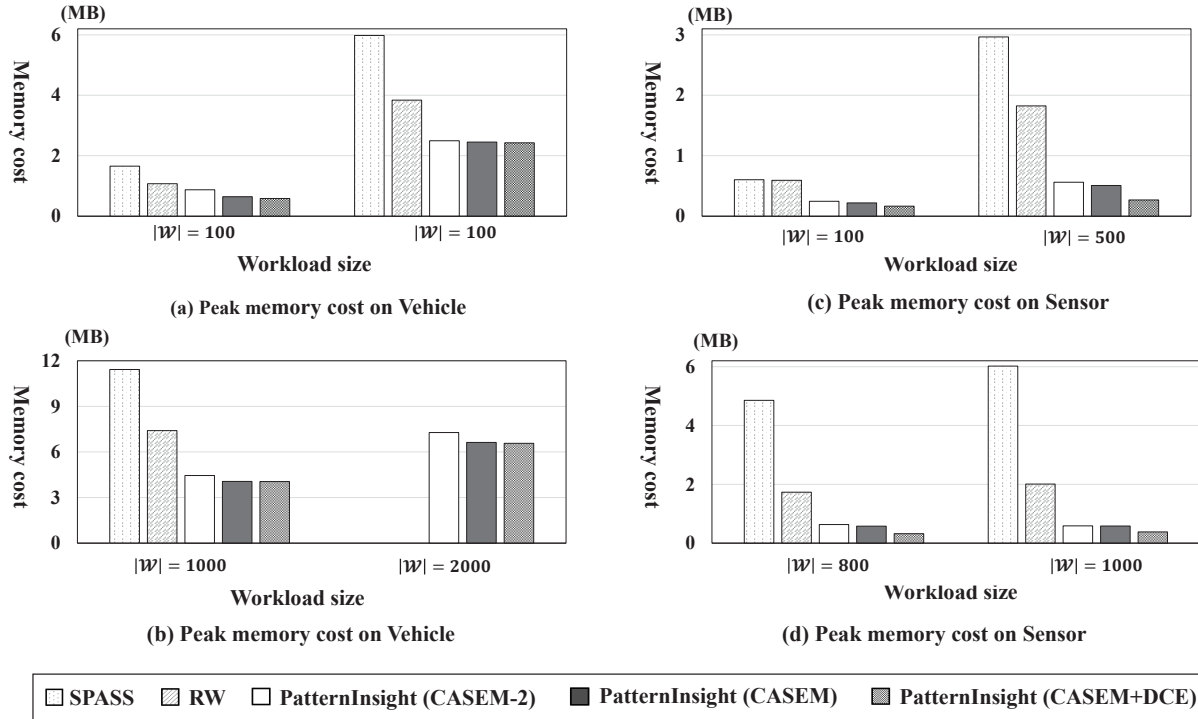 (MB)
6
4
2
0
Memory cost
|𝒲| = 100
|𝒲| = 100
Workload size
(a) Peak memory cost on Vehicle
(MB)
3
2
1
0
Memory cost
|𝒲| = 100
|𝒲| = 500
Workload size
(c) Peak memory cost on Sensor
(MB)
12
9
6
3
0
Memory cost
|𝒲| = 1000
|𝒲| = 2000
Workload size
(b) Peak memory cost on Vehicle
(MB)
6
4
2
0
Memory cost
|𝒲| = 800
|𝒲| = 1000
Workload size
(d) Peak memory cost on Sensor
SPASS
RW
PatternInsight (CASEM-2)
PatternInsight (CASEM)
PatternInsight (CASEM+DCE)